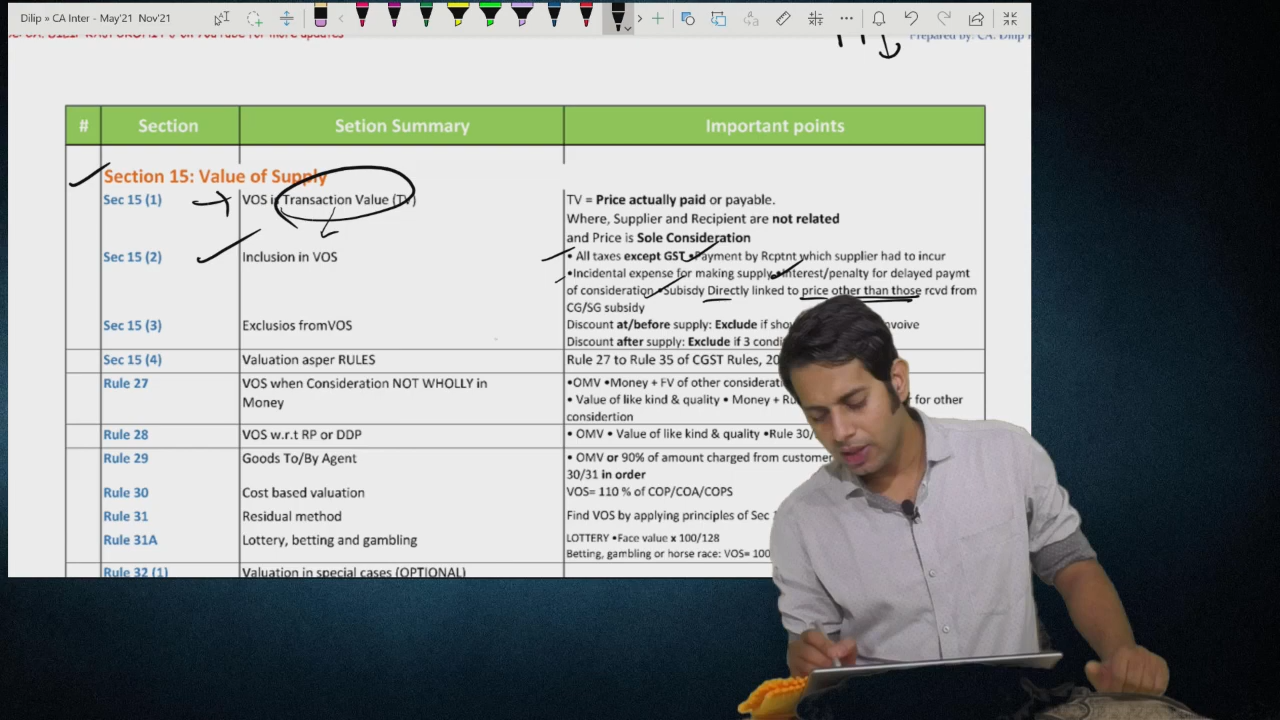 Dilip » CA Inter - May'21 Nov'21
for more updates
Prepared by: CA. Dilip
# Section Setion Summary Important points
Section 15: Value of Supply
Sec 15 (1) VOS is Transaction Value (TV) TV = Price actually paid or payable.
Where, Supplier and Recipient are not related
and Price is Sole Consideration
Sec 15 (2) Inclusion in VOS • All taxes except GST •Payment by Rcptnt which supplier had to incur
•Incidental expense for making supply •Interest/penalty for delayed paymt
of consideration •Subisdy Directly linked to price other than those rcvd from
CG/SG subsidy
Sec 15 (3) Exclusios fromVOS Discount at/before supply: Exclude if
Discount after supply: Exclude if 3
Sec 15 (4) Valuation asper RULES Rule 27 to Rule 35 of CGST Rules,
Rule 27 VOS when Consideration NOT WHOLLY in •OMV •Money + FV of other
Money • Value of like kind & quality • Money + for other
considertion
Rule 28 VOS w.r.t RP or DDP • OMV • Value of like kind & quality •Rule 30/
Rule 29 Goods To/By Agent • OMV or 90% of amount charged from customer
30/31 in order
Rule 30 Cost based valuation VOS= 110 % of COP/COA/COPS
Rule 31 Residual method Find VOS by applying principles of Sec
Rule 31A Lottery, betting and gambling LOTTERY •Face value x 100/128
Betting, gambling or horse race: VOS= 100
Rule 32 (1) Valuation in special cases (OPTIONAL)